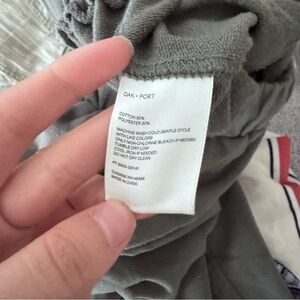 OAK + FORT
COTTON 80%
POLYESTER 20%
MACHINE WASH COLD GENTLE CYCLE
WITH LIKE COLORS
ONLY NON-CHLORINE BLEACH IF NEEDED
TUMBLE DRY LOW
COOL IRON IF NEEDED
DO NOT DRY CLEAN
MADE IN CHINA